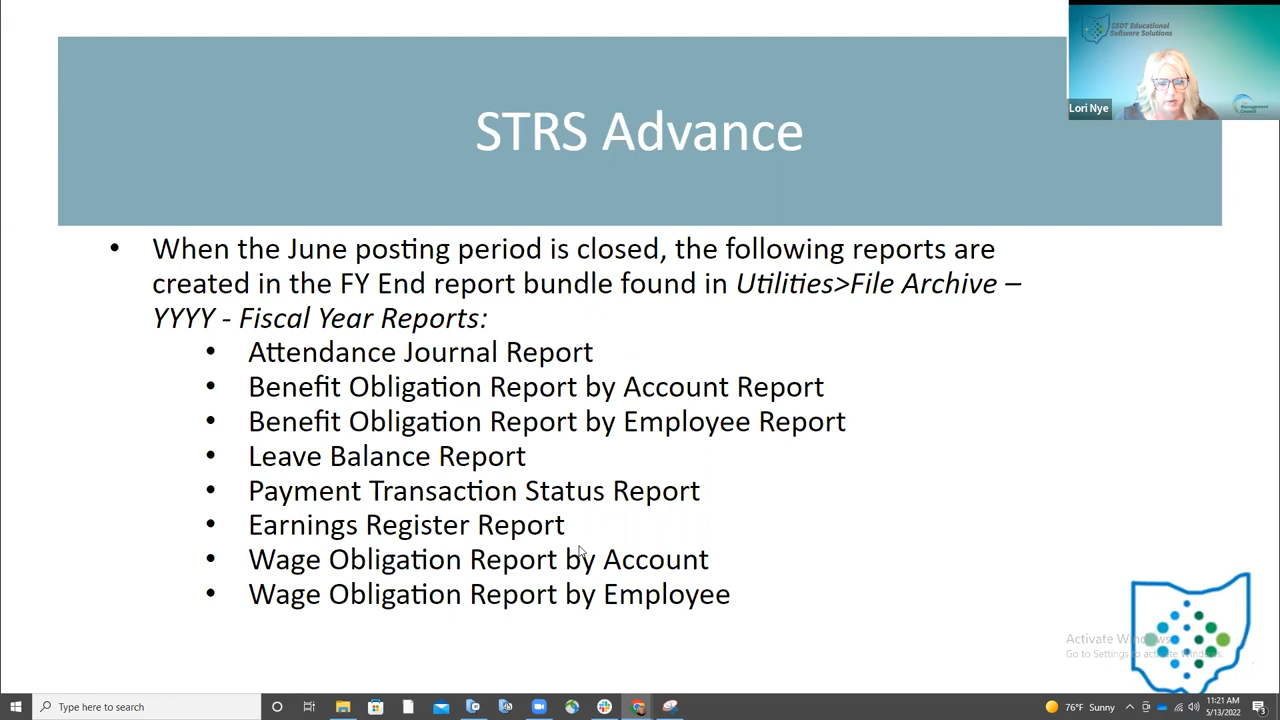 SSDT Educational
Software Solutions
Lori Nye
Management
Council
STRS Advance
• When the June posting period is closed, the following reports are
created in the FY End report bundle found in Utilities>File Archive –
YYYY - Fiscal Year Reports:
• Attendance Journal Report
• Benefit Obligation Report by Account Report
• Benefit Obligation Report by Employee Report
• Leave Balance Report
• Payment Transaction Status Report
• Earnings Register Report
• Wage Obligation Report by Account
• Wage Obligation Report by Employee
Activate Windows
Go to Settings to activate Windows.
Type here to search
76°F Sunny
11:21 AM
5/13/2022
3